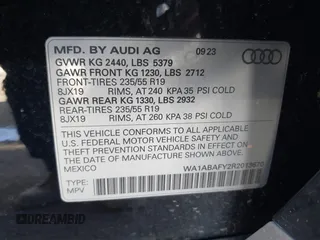 MFD. BY AUDI AG 09 23
GVWR KG 2440, LBS 5379
GAWR FRONT KG 1230, LBS 2712
FRONT-TIRES 235/55 R19
8JX19 RIMS, AT 240 KPA 35 PSI COLD
GAWR REAR KG 1330, LBS 2932
REAR-TIRES 235/55 R19
8JX19 RIMS, AT 260 KPA 38 PSI COLD
THIS VEHICLE CONFORMS TO ALL APPLICABLE
U.S. FEDERAL MOTOR VEHICLE SAFETY AND
BUMPER STANDARDS IN EFFECT ON THE DATE OF
MANUFACTURE SHOWN ABOVE.
MEXICO
TYPE:
MPV
DREAMBID